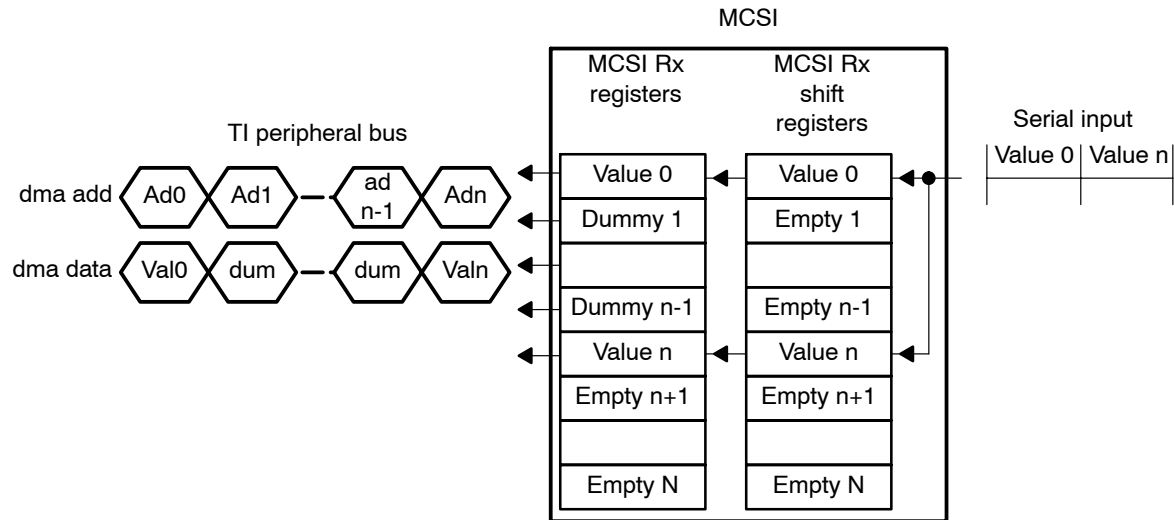 MCSI
MCSI Rx registers
MCSI Rx shift registers
Serial input
Value 0 Value n
TI peripheral bus
dma add Ad0 Ad1 ad n-1 Adn
dma data Val0 dum dum Valn
Value 0 Value 0
Dummy 1 Empty 1
Dummy n-1 Empty n-1
Value n Value n
Empty n+1 Empty n+1
Empty N Empty N